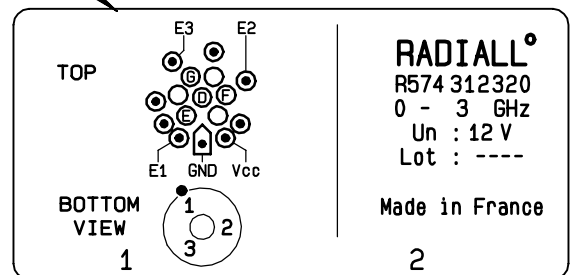 E3 E2
TOP
G
D F
E
E1 GND Vcc
BOTTOM
VIEW
1
2
3
1
RADIALL°
R574 312320
0 - 3 GHz
Un : 12 V
Lot : ----
Made in France
2